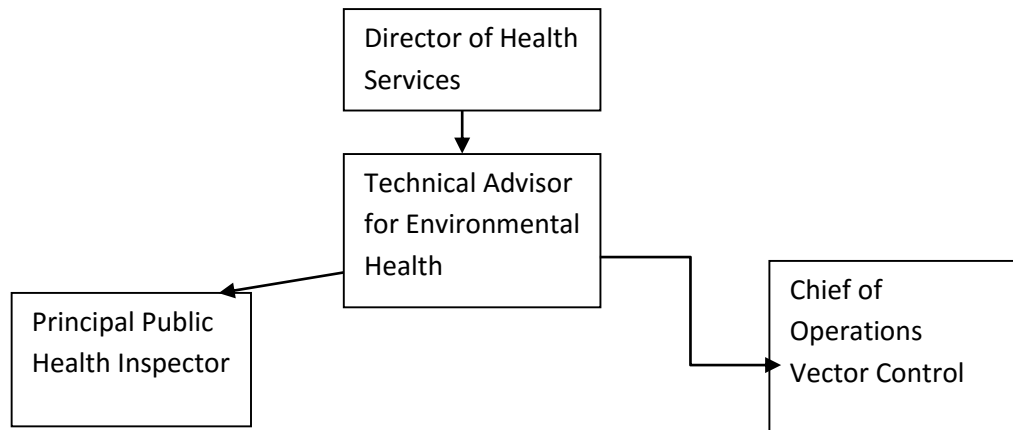 Director of Health
Services
Technical Advisor
for Environmental
Health
Principal Public
Health Inspector
Chief of
Operations
Vector Control